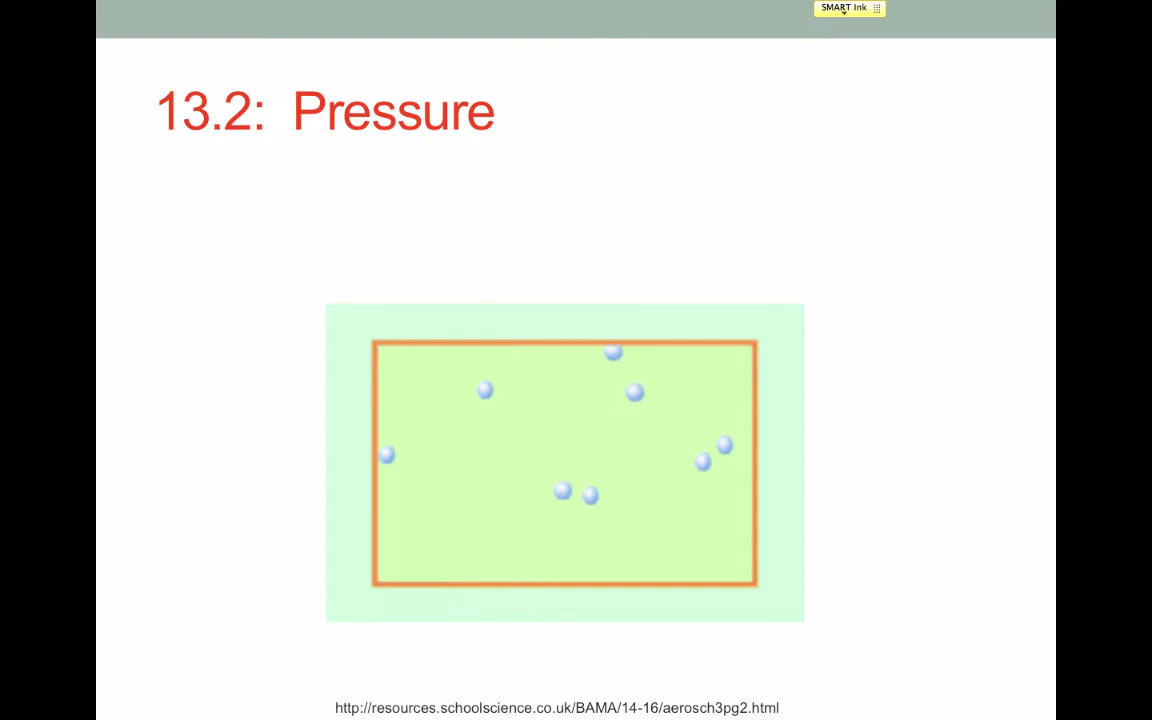 SMART Ink
13.2: Pressure
http://resources.schoolscience.co.uk/BAMA/14-16/aerosch3pg2.html